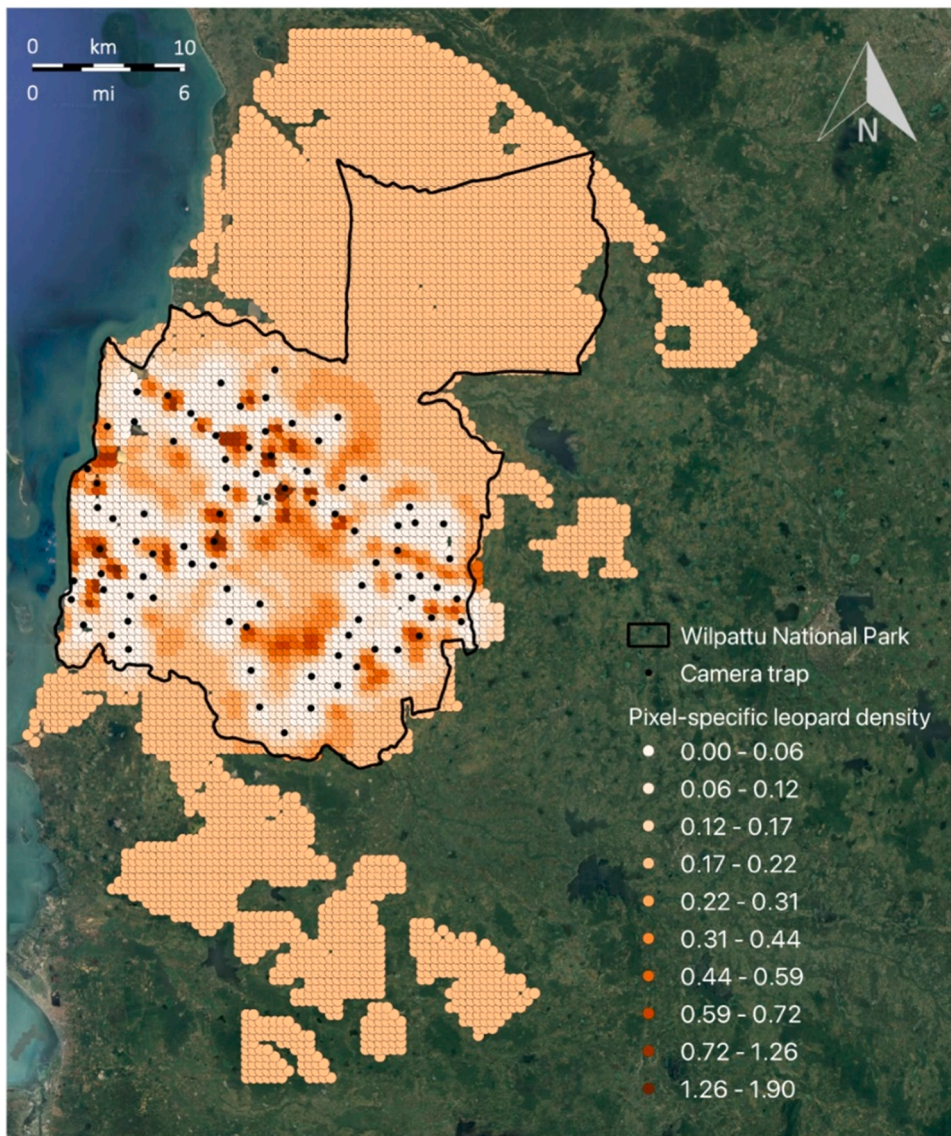 0 km 10
0 mi 6
N
Wilpattu National Park
Camera trap
Pixel-specific leopard density
0.00 - 0.06
0.06 - 0.12
0.12 - 0.17
0.17 - 0.22
0.22 - 0.31
0.31 - 0.44
0.44 - 0.59
0.59 - 0.72
0.72 - 1.26
1.26 - 1.90